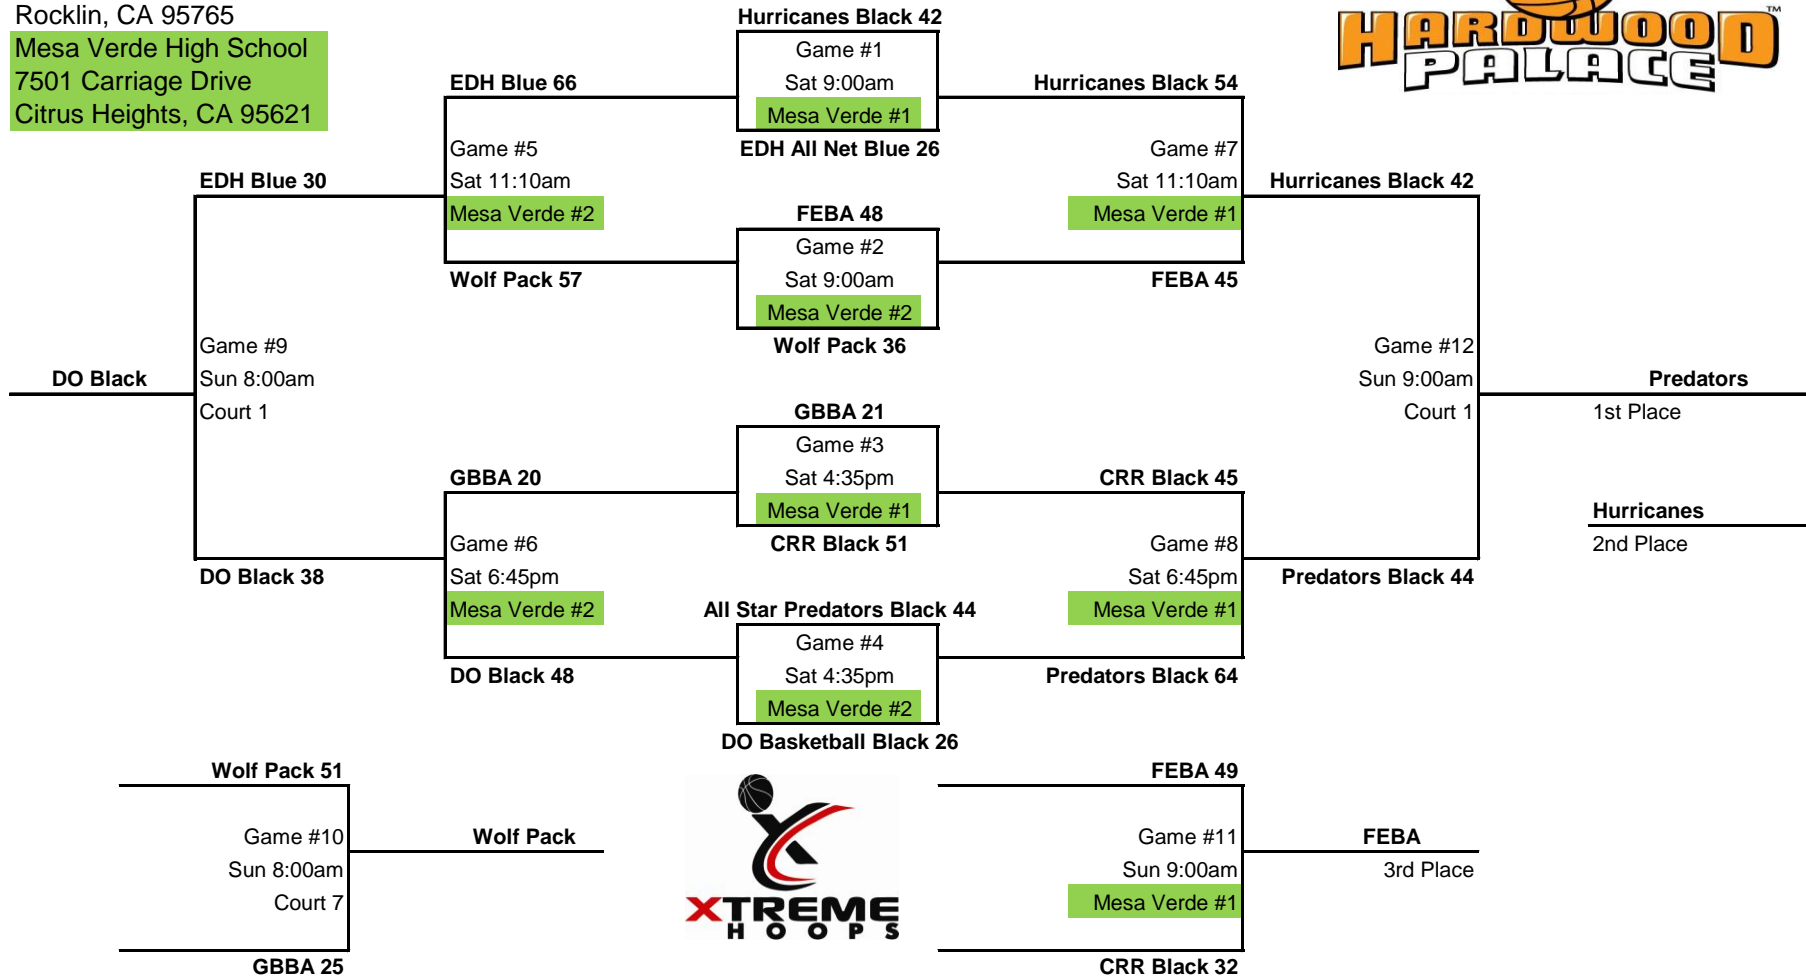 Rocklin, CA 95765
Mesa Verde High School
7501 Carriage Drive
Citrus Heights, CA 95621
HARDWOOD
PALACE
TM
Hurricanes Black 42
Game #1
Sat 9:00am
Mesa Verde #1
EDH All Net Blue 26
EDH Blue 66
Game #5
Sat 11:10am
Mesa Verde #2
Wolf Pack 57
Hurricanes Black 54
Game #7
Sat 11:10am
Mesa Verde #1
FEBA 45
EDH Blue 30
Hurricanes Black 42
FEBA 48
Game #2
Sat 9:00am
Mesa Verde #2
Wolf Pack 36
Game #9
Sun 8:00am
Court 1
DO Black
Game #12
Sun 9:00am
Court 1
Predators
1st Place
GBBA 21
Game #3
Sat 4:35pm
Mesa Verde #1
CRR Black 51
GBBA 20
Game #6
Sat 6:45pm
Mesa Verde #2
DO Black 48
CRR Black 45
Game #8
Sat 6:45pm
Mesa Verde #1
Predators Black 64
Hurricanes
2nd Place
DO Black 38
Predators Black 44
All Star Predators Black 44
Game #4
Sat 4:35pm
Mesa Verde #2
DO Basketball Black 26
Wolf Pack 51
Game #10
Sun 8:00am
Court 7
GBBA 25
Wolf Pack
XTREME
HOOPS
FEBA 49
Game #11
Sun 9:00am
Mesa Verde #1
CRR Black 32
FEBA
3rd Place